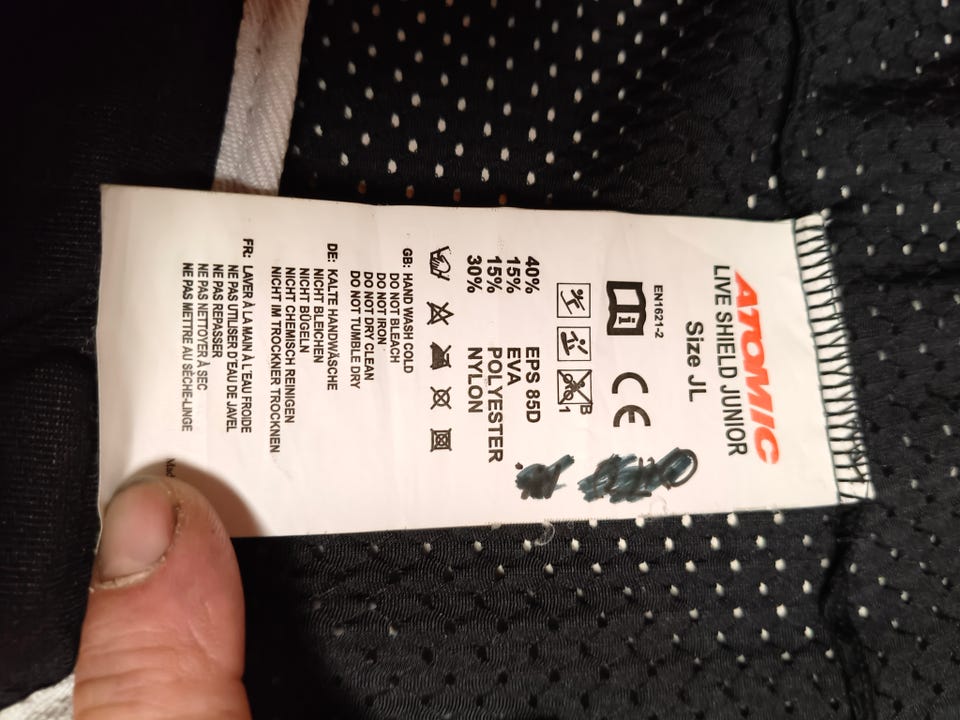 ATOMIC
LIVE SHIELD JUNIOR
Size JL
EN1621-2
i
CE
B
1
40% EPS 85D
15% EVA
15% POLYESTER
30% NYLON
GB: HAND WASH COLD
DO NOT BLEACH
DO NOT IRON
DO NOT DRY CLEAN
DO NOT TUMBLE DRY
DE: KALTE HANDWÄSCHE
NICHT BLEICHEN
NICHT BÜGELN
NICHT CHEMISCH REINIGEN
NICHT IM TROCKNER TROCKNEN
FR: LAVER À LA MAIN À L'EAU FROIDE
NE PAS UTILISER D'EAU DE JAVEL
NE PAS REPASSER
NE PAS NETTOYER À SEC
NE PAS METTRE AU SÈCHE-LINGE